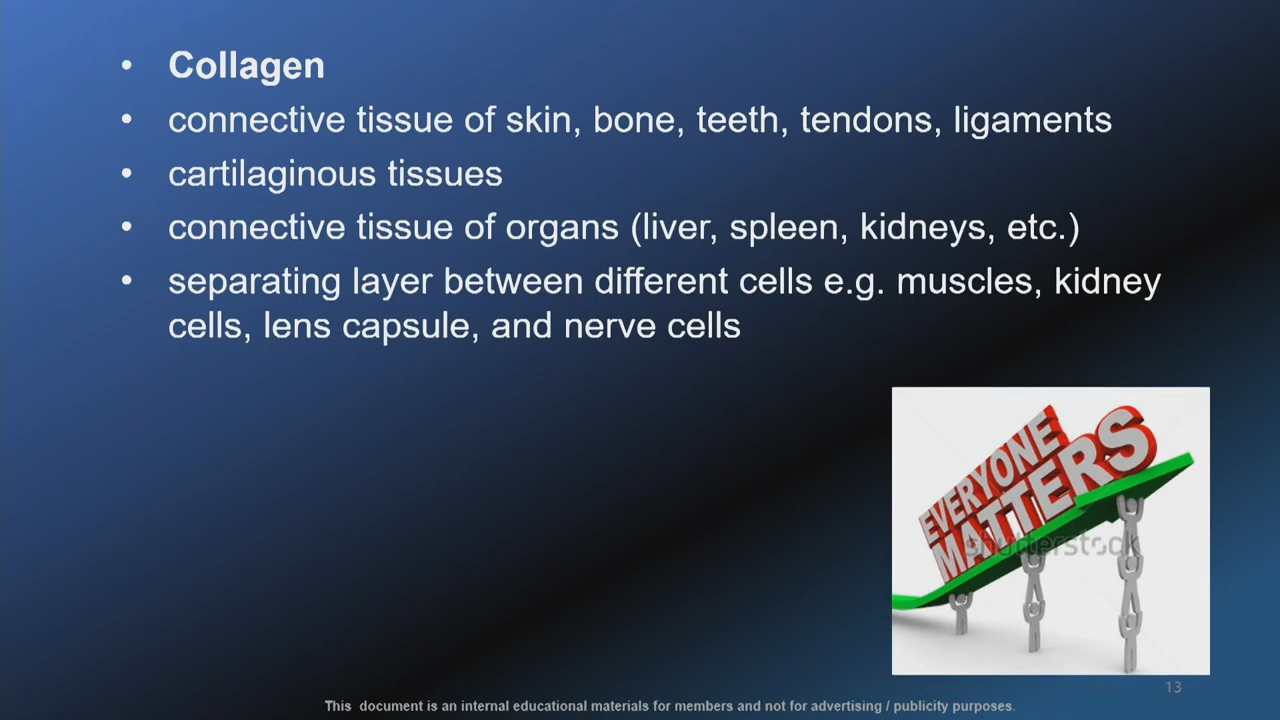 • Collagen
• connective tissue of skin, bone, teeth, tendons, ligaments
• cartilaginous tissues
• connective tissue of organs (liver, spleen, kidneys, etc.)
• separating layer between different cells e.g. muscles, kidney
cells, lens capsule, and nerve cells
EVERYONE
MATTERS
shutterstock
13
This document is an internal educational materials for members and not for advertising / publicity purposes.